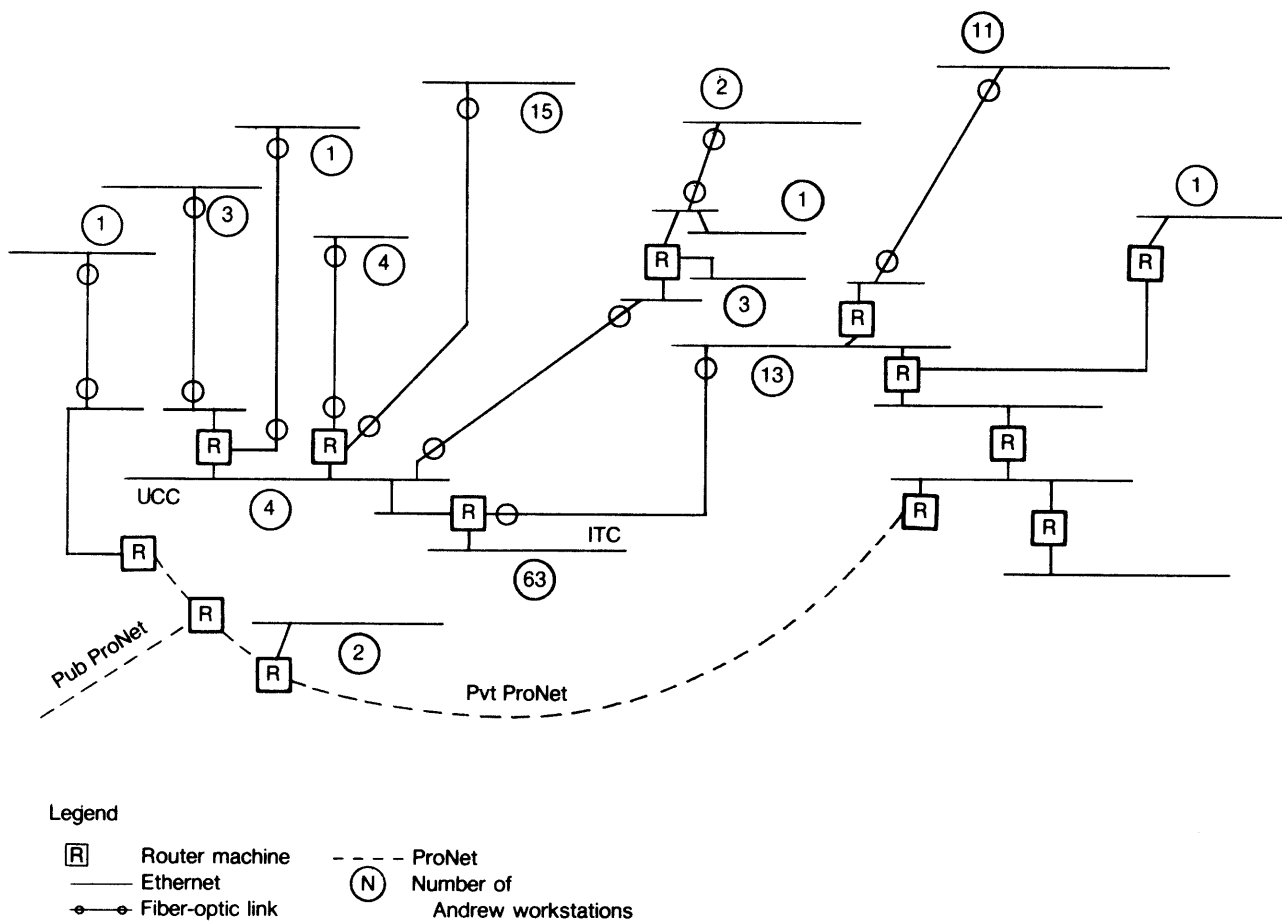 11
2
15
1
3
1
1
1
4
R
R
3
R
13
R
R
R
R
UCC
4
R
R
R
ITC
63
R
R
Pub ProNet
2
R
Pvt ProNet
Legend
R Router machine
Ethernet
Fiber-optic link
ProNet
N Number of
Andrew workstations